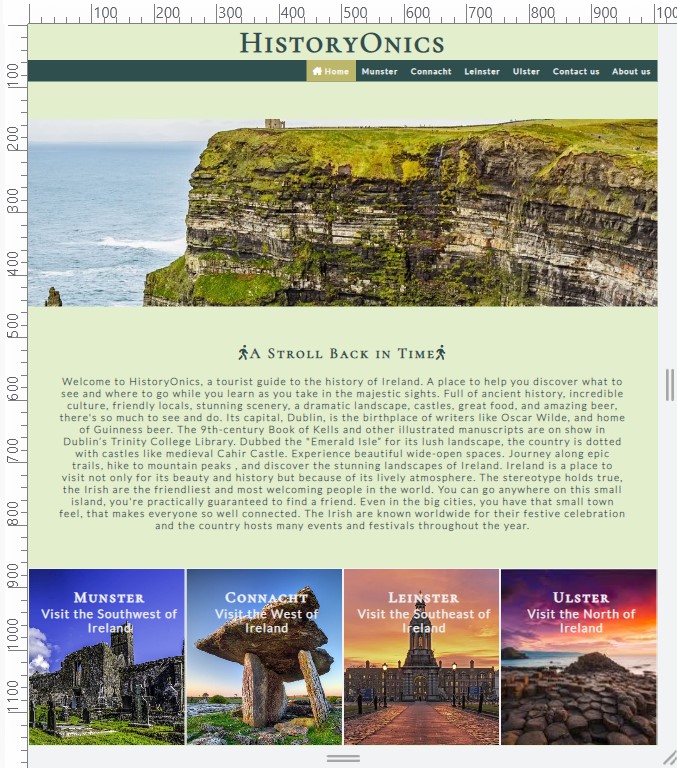 100 200 300 400 500 600 700 800 900 100
HistoryOnics
Home Munster Connacht Leinster Ulster Contact us About us
100
200
300
400
500
600
700
800
900
1000
1100
A Stroll Back in Time
Welcome to HistoryOnics, a tourist guide to the history of Ireland. A place to help you discover what to
see and where to go while you learn as you take in the majestic sights. Full of ancient history, incredible
culture, friendly locals, stunning scenery, a dramatic landscape, castles, great food, and amazing beer,
there's so much to see and do. Its capital, Dublin, is the birthplace of writers like Oscar Wilde, and home
of Guinness beer. The 9th-century Book of Kells and other illustrated manuscripts are on show in
Dublin's Trinity College Library. Dubbed the "Emerald Isle" for its lush landscape, the country is dotted
with castles like medieval Cahir Castle. Experience beautiful wide-open spaces. Journey along epic
trails, hike to mountain peaks , and discover the stunning landscapes of Ireland. Ireland is a place to
visit not only for its beauty and history but because of its lively atmosphere. The stereotype holds true,
the Irish are the friendliest and most welcoming people in the world. You can go anywhere on this small
island, you're practically guaranteed to find a friend. Even in the big cities, you have that small town
feel, that makes everyone so well connected. The Irish are known worldwide for their festive celebration
and the country hosts many events and festivals throughout the year.
Munster
Visit the Southwest of
Ireland
Connacht
Visit the West of
Ireland
Leinster
Visit the Southeast of
Ireland
Ulster
Visit the North of
Ireland